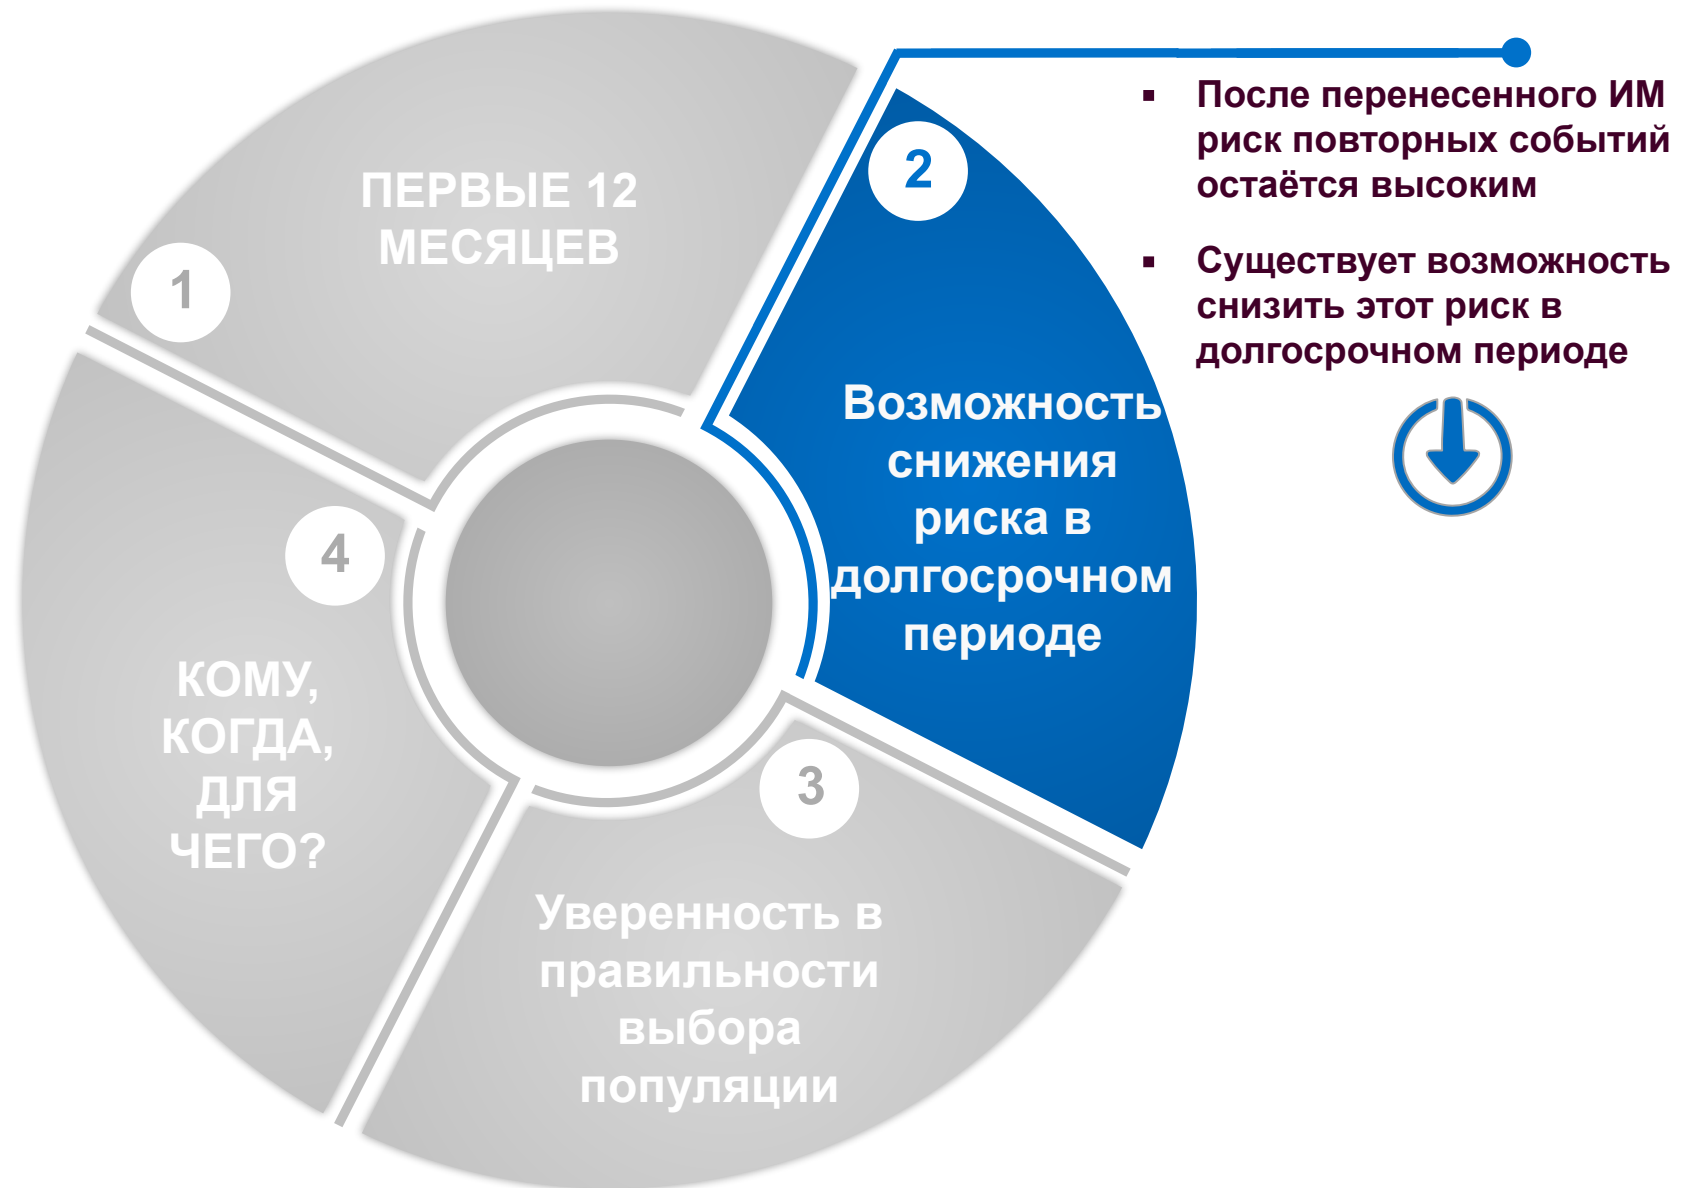 1
ПЕРВЫЕ 12
МЕСЯЦЕВ
2
Возможность
снижения
риска в
долгосрочном
периоде
▪ После перенесенного ИМ
риск повторных событий
остаётся высоким
▪ Существует возможность
снизить этот риск в
долгосрочном периоде
3
Уверенность в
правильности
выбора
популяции
4
КОМУ,
КОГДА,
ДЛЯ
ЧЕГО?